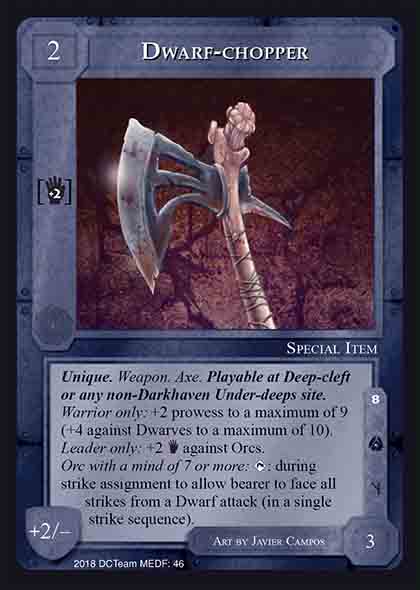 2
DWARF-CHOPPER
[+2]
SPECIAL ITEM
Unique. Weapon. Axe. Playable at Deep-cleft
or any non-Darkhaven Under-deeps site.
Warrior only: +2 prowess to a maximum of 9
(+4 against Dwarves to a maximum of 10).
Leader only: +2 against Orcs.
Orc with a mind of 7 or more: : during
strike assignment to allow bearer to face all
strikes from a Dwarf attack (in a single
strike sequence).
8
+2/–
ART BY JAVIER CAMPOS
3
2018 DCTeam MEDF: 46